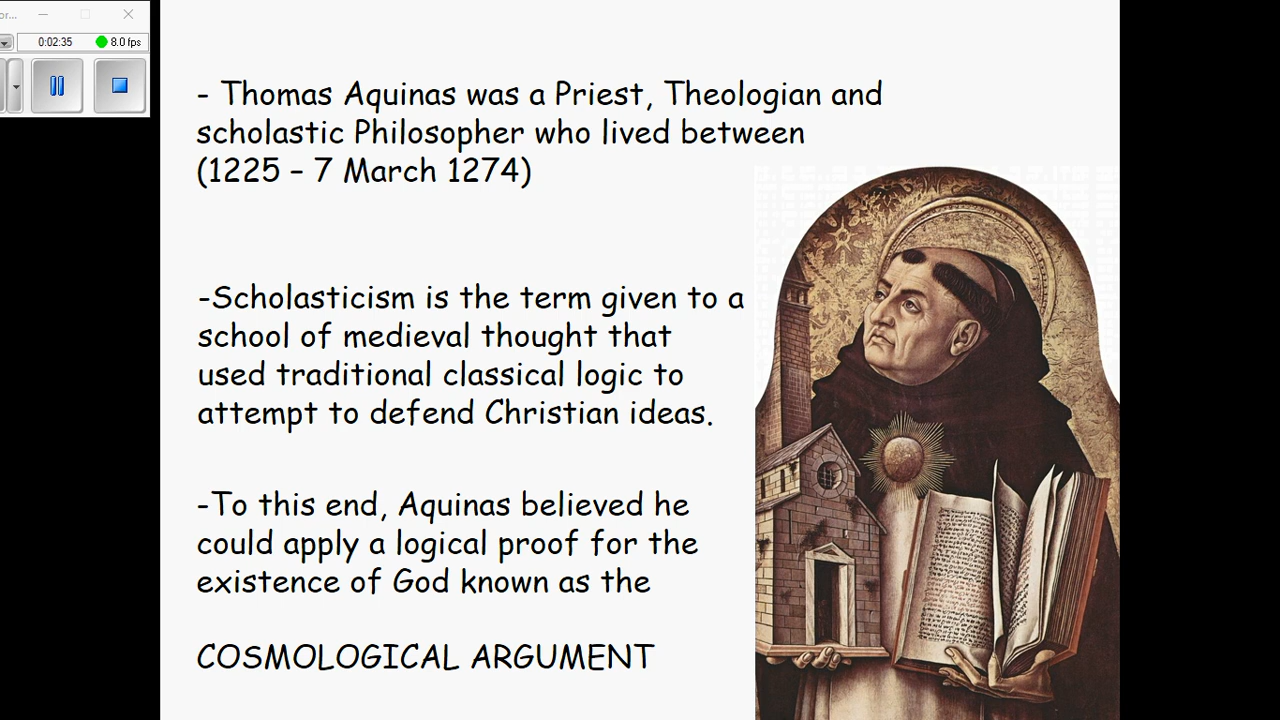 or...
0:02:35
8.0 fps
- Thomas Aquinas was a Priest, Theologian and
scholastic Philosopher who lived between
(1225 – 7 March 1274)
-Scholasticism is the term given to a
school of medieval thought that
used traditional classical logic to
attempt to defend Christian ideas.
-To this end, Aquinas believed he
could apply a logical proof for the
existence of God known as the
COSMOLOGICAL ARGUMENT